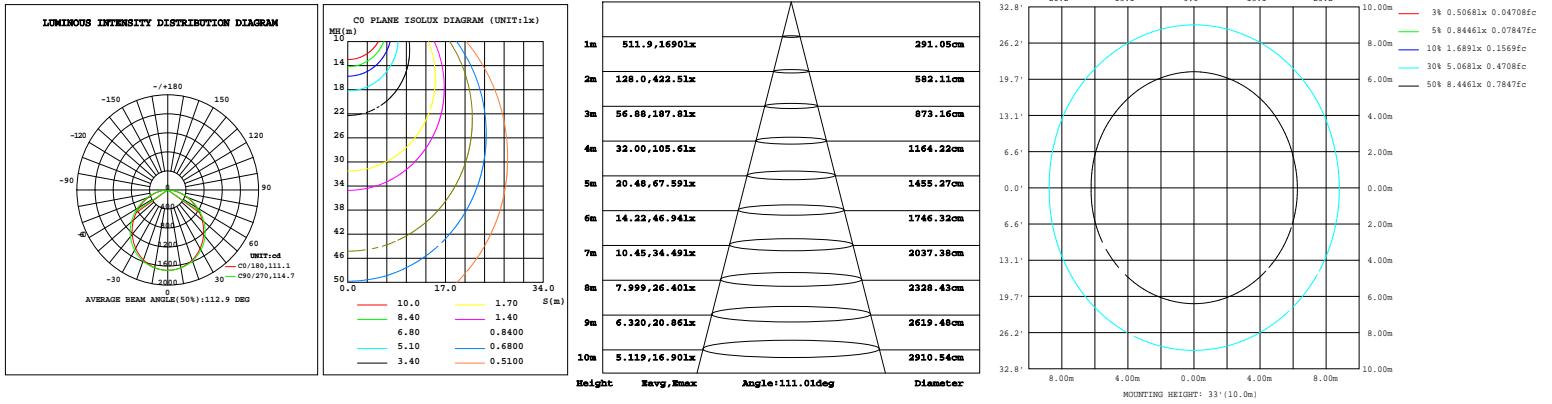 LUMINOUS INTENSITY DISTRIBUTION DIAGRAM
-/+180
-150
150
-120
120
-90
90
0
400
800
1200
1600
2000
60
-30
30
0
UNIT:cd
C0/180,111.1
C90/270,114.7
AVERAGE BEAM ANGLE(50%):112.9 DEG
C0 PLANE ISOLUX DIAGRAM (UNIT:lx)
MH(m)
10
14
18
22
26
30
34
38
42
46
50
0.0
17.0
34.0
S(m)
10.0
1.70
8.40
1.40
6.80
0.8400
5.10
0.6800
3.40
0.5100
1m 511.9,1690lx 291.05cm
2m 128.0,422.5lx 582.11cm
3m 56.88,187.8lx 873.16cm
4m 32.00,105.6lx 1164.22cm
5m 20.48,67.59lx 1455.27cm
6m 14.22,46.94lx 1746.32cm
7m 10.45,34.49lx 2037.38cm
8m 7.999,26.40lx 2328.43cm
9m 6.320,20.86lx 2619.48cm
10m 5.119,16.90lx 2910.54cm
Height Eavg,Emax Angle:111.01deg Diameter
32.8' 10.00m
26.2' 8.00m
19.7' 6.00m
13.1' 4.00m
6.6' 2.00m
0.0' 0.00m
6.6' 2.00m
13.1' 4.00m
19.7' 6.00m
26.2' 8.00m
32.8' 10.00m
8.00m 4.00m 0.00m 4.00m 8.00m
MOUNTING HEIGHT: 33'(10.0m)
3% 0.5068lx 0.04708fc
5% 0.8446lx 0.07847fc
10% 1.689lx 0.1569fc
30% 5.068lx 0.4708fc
50% 8.446lx 0.7847fc